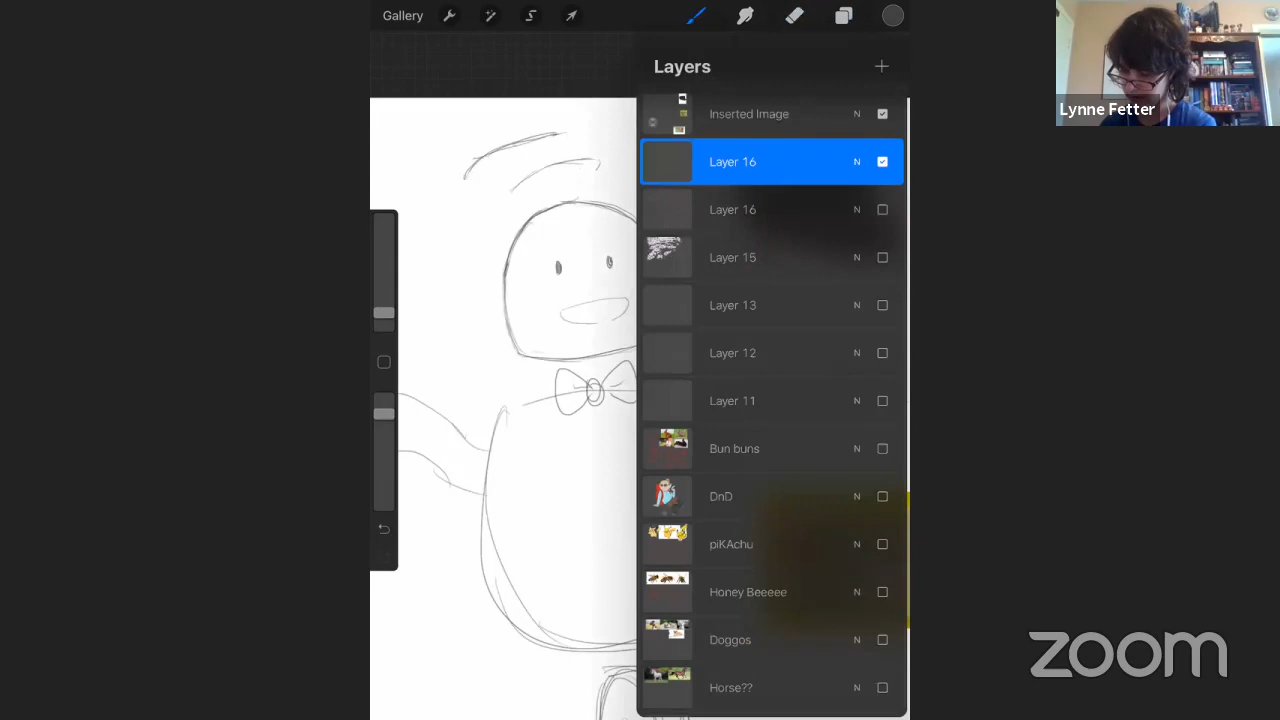 Gallery
Layers
Inserted Image N
Layer 16 N
Layer 16 N
Layer 15 N
Layer 13 N
Layer 12 N
Layer 11 N
Bun buns N
DnD N
piKAchu N
Honey Beeeee N
Doggos N
Horse?? N
Lynne Fetter
zoom